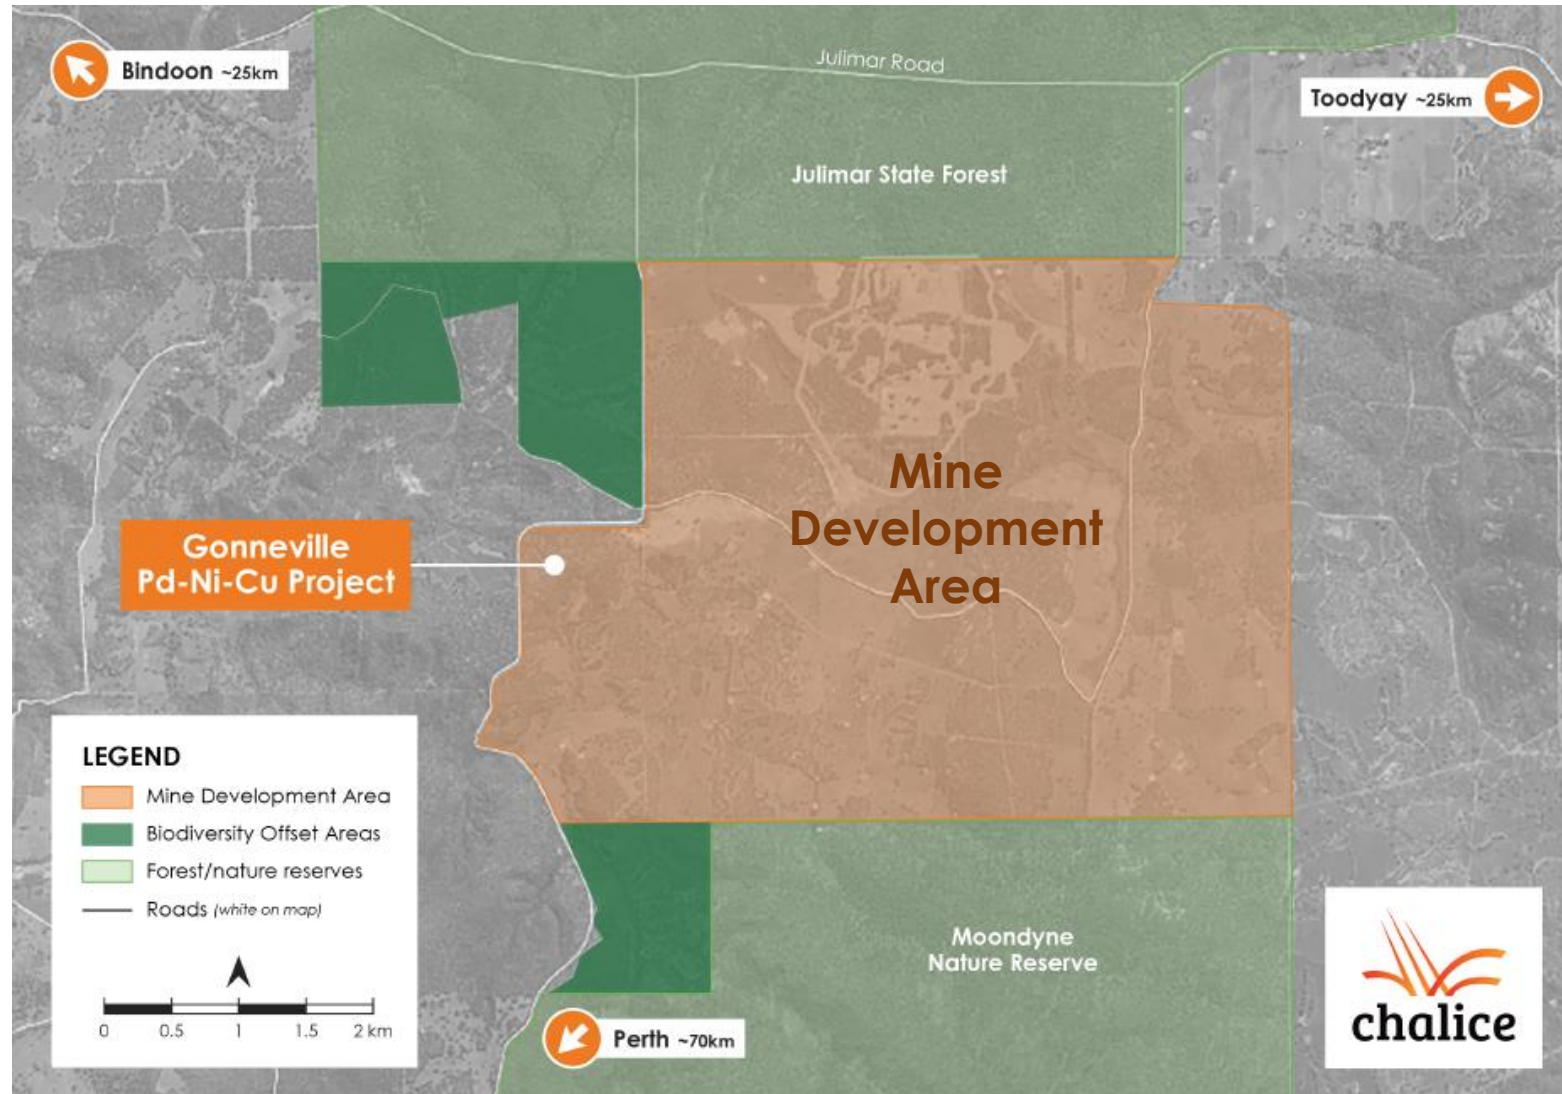 Bindoon ~25km
Julimar Road
Toodyay ~25km
Julimar State Forest
Mine
Development
Area
Gonneville
Pd-Ni-Cu Project
LEGEND
Mine Development Area
Biodiversity Offset Areas
Forest/nature reserves
Roads (white on map)
0 0.5 1 1.5 2 km
Moondyne
Nature Reserve
Perth ~70km
chalice